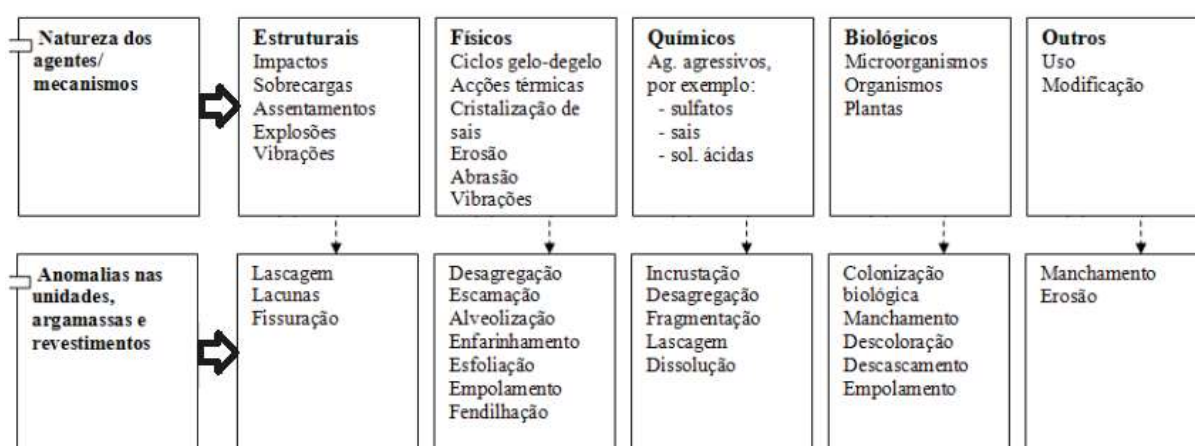 Natureza dos
agentes/
mecanismos
Estruturais
Impactos
Sobrecargas
Assentamentos
Explosões
Vibrações
Físicos
Ciclos gelo-degelo
Acções térmicas
Cristalização de
sais
Erosão
Abrasão
Vibrações
Químicos
Ag. agressivos,
por exemplo:
- sulfatos
- sais
- sol. ácidas
Biológicos
Microorganismos
Organismos
Plantas
Outros
Uso
Modificação
Anomalias nas
unidades,
argamassas e
revestimentos
Lascagem
Lacunas
Fissuração
Desagregação
Escamação
Alveolização
Enfarinhamento
Esfoliação
Empolamento
Fendilhação
Incrustação
Desagregação
Fragmentação
Lascagem
Dissolução
Colonização
biológica
Manchamento
Descoloração
Descascamento
Empolamento
Manchamento
Erosão